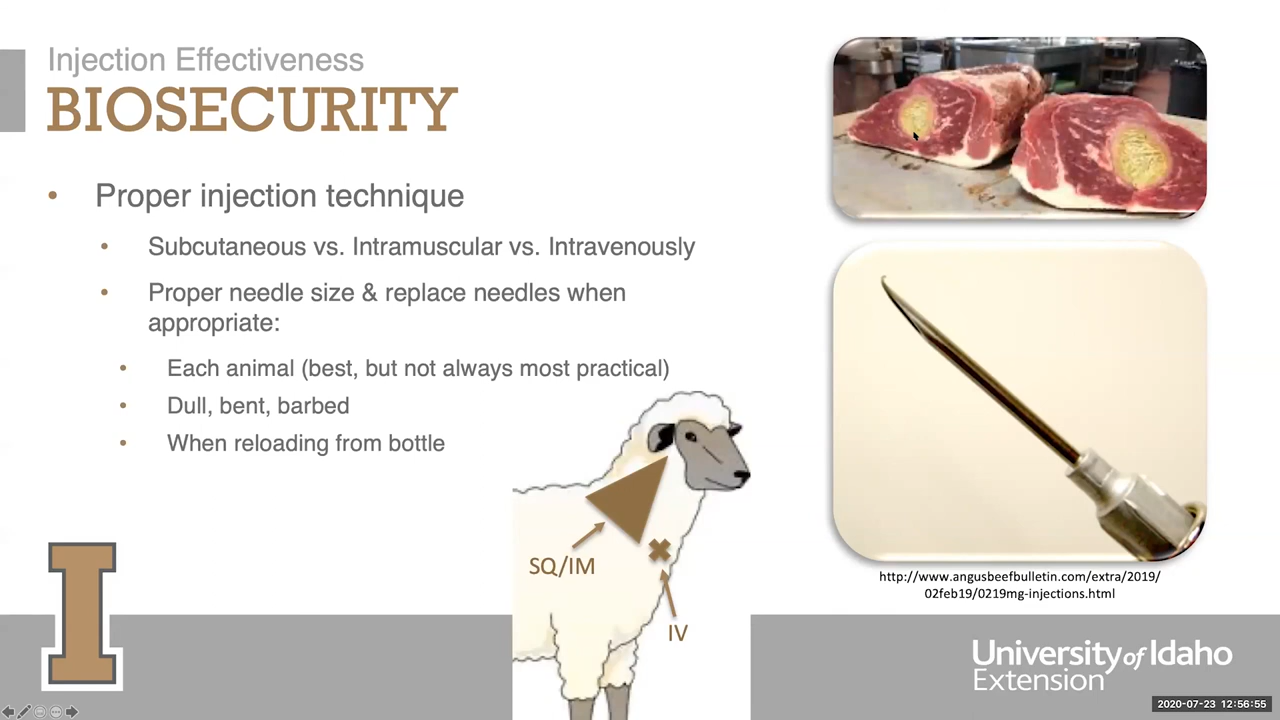 Injection Effectiveness
BIOSECURITY
• Proper injection technique
• Subcutaneous vs. Intramuscular vs. Intravenously
• Proper needle size & replace needles when
appropriate:
• Each animal (best, but not always most practical)
• Dull, bent, barbed
• When reloading from bottle
SQ/IM
IV
http://www.angusbeefbulletin.com/extra/2019/
02feb19/0219mg-injections.html
I
University of Idaho
Extension
2020-07-23 12:56:55